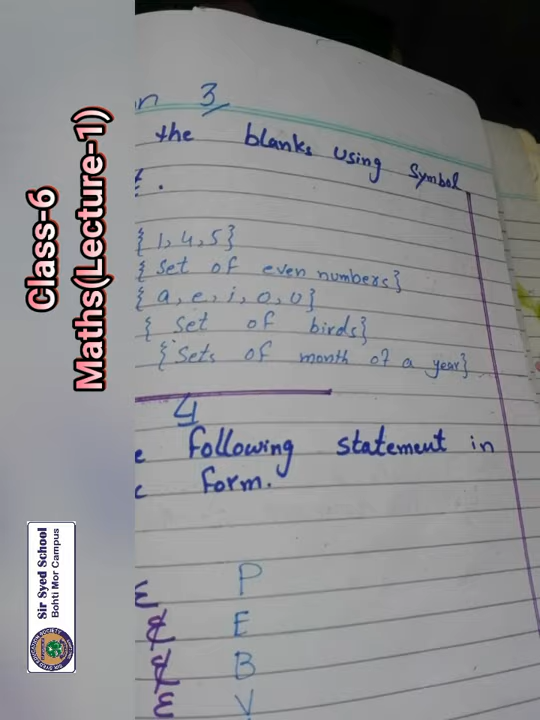 Class-6
Maths(Lecture-1)
Sir Syed School
Bohti Mor Campus
3
the blanks using Symbol
{1,4,5}
{Set of even numbers}
{a, e, i, o, u}
{ set of birds}
{Sets of month of a year}
4
following statement in
form.
∈ P
∉ E
∉ B
∈ V